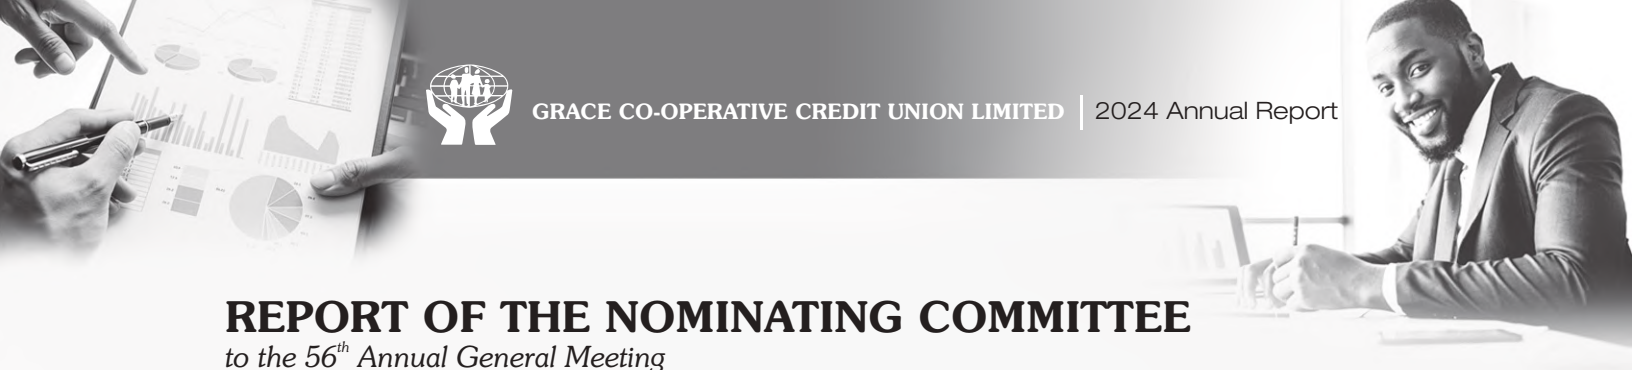 GRACE CO-OPERATIVE CREDIT UNION LIMITED | 2024 Annual Report
REPORT OF THE NOMINATING COMMITTEE
to the 56th Annual General Meeting